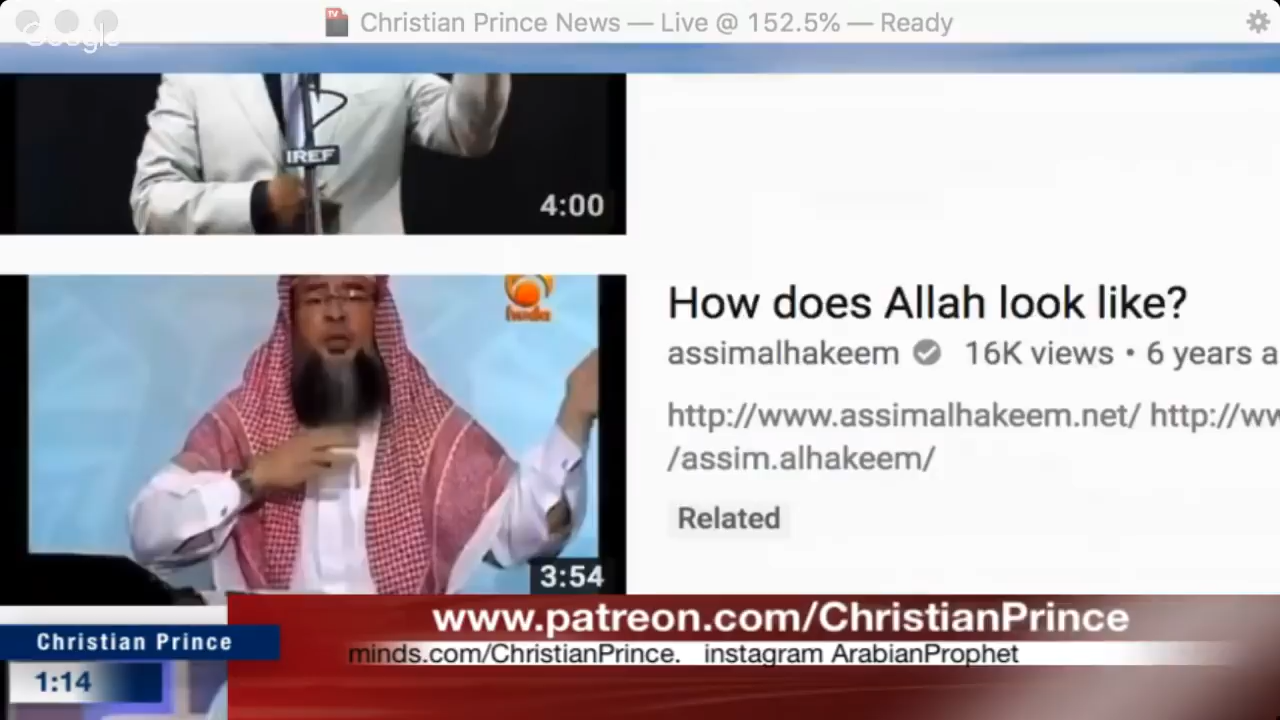 Christian Prince News — Live @ 152.5% — Ready
Google
IREF
4:00
huda
How does Allah look like?
assimalhakeem 16K views • 6 years a
http://www.assimalhakeem.net/ http://ww
/assim.alhakeem/
Related
3:54
www.patreon.com/ChristianPrince
Christian Prince
minds.com/ChristianPrince. instagram ArabianProphet
1:14